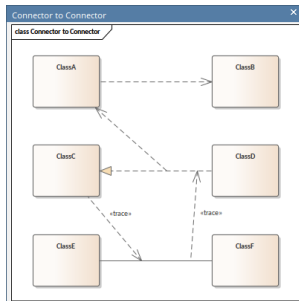 Connector to Connector
class Connector to Connector
ClassA
ClassB
ClassC
ClassD
«trace»
«trace»
ClassE
ClassF